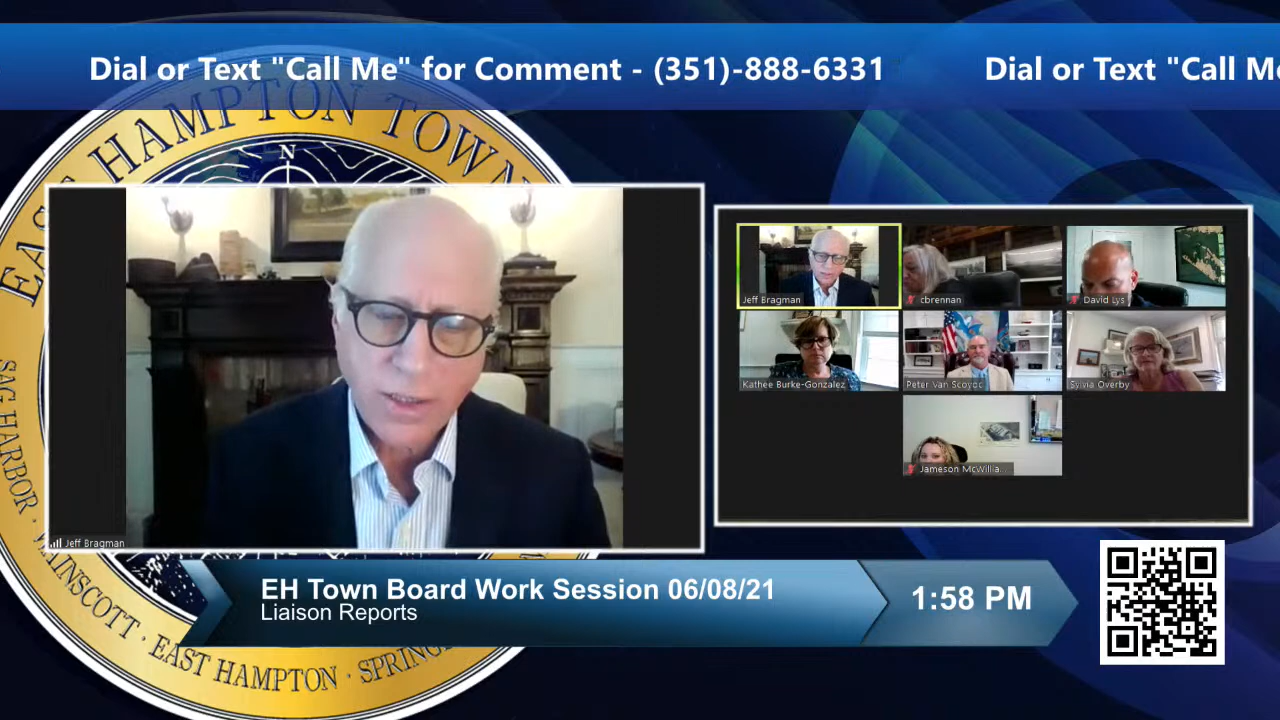 Dial or Text "Call Me" for Comment - (351)-888-6331
Dial or Text "Call Me
EAST HAMPTON TOWN
N
SAG HARBOR · WAINSCOTT · EAST HAMPTON · SPRING
Jeff Bragman
Jeff Bragman
cbrennan
David Lys
Kathee Burke-Gonzalez
Peter Van Scoyoc
Sylvia Overby
Jameson McWillia...
EH Town Board Work Session 06/08/21
Liaison Reports
1:58 PM